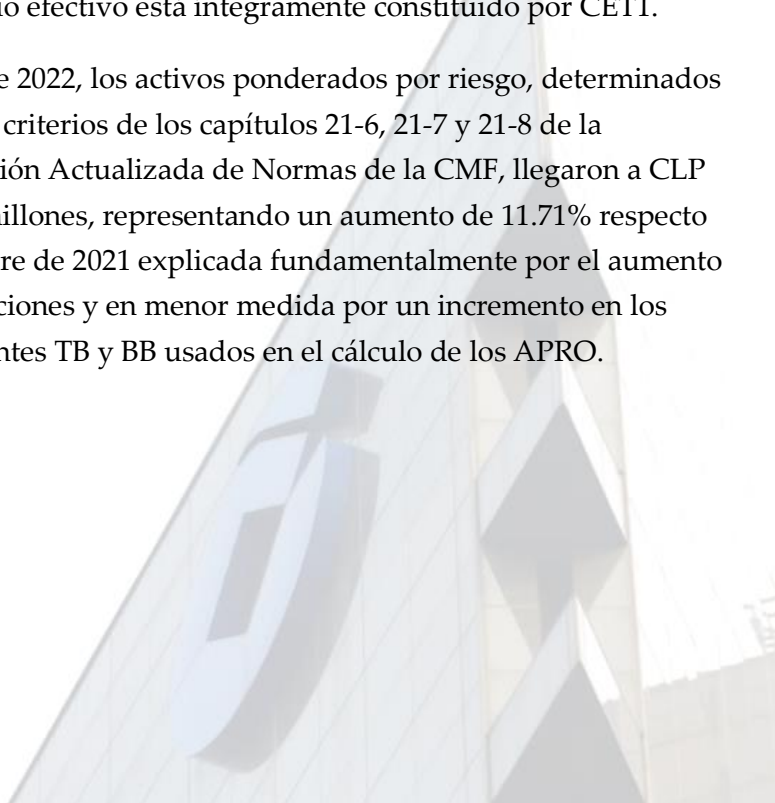 io efectivo está íntegramente constituido por CET1.
e 2022, los activos ponderados por riesgo, determinados
criterios de los capítulos 21-6, 21-7 y 21-8 de la
ión Actualizada de Normas de la CMF, llegaron a CLP
millones, representando un aumento de 11.71% respecto
re de 2021 explicada fundamentalmente por el aumento
ciones y en menor medida por un incremento en los
ntes TB y BB usados en el cálculo de los APRO.